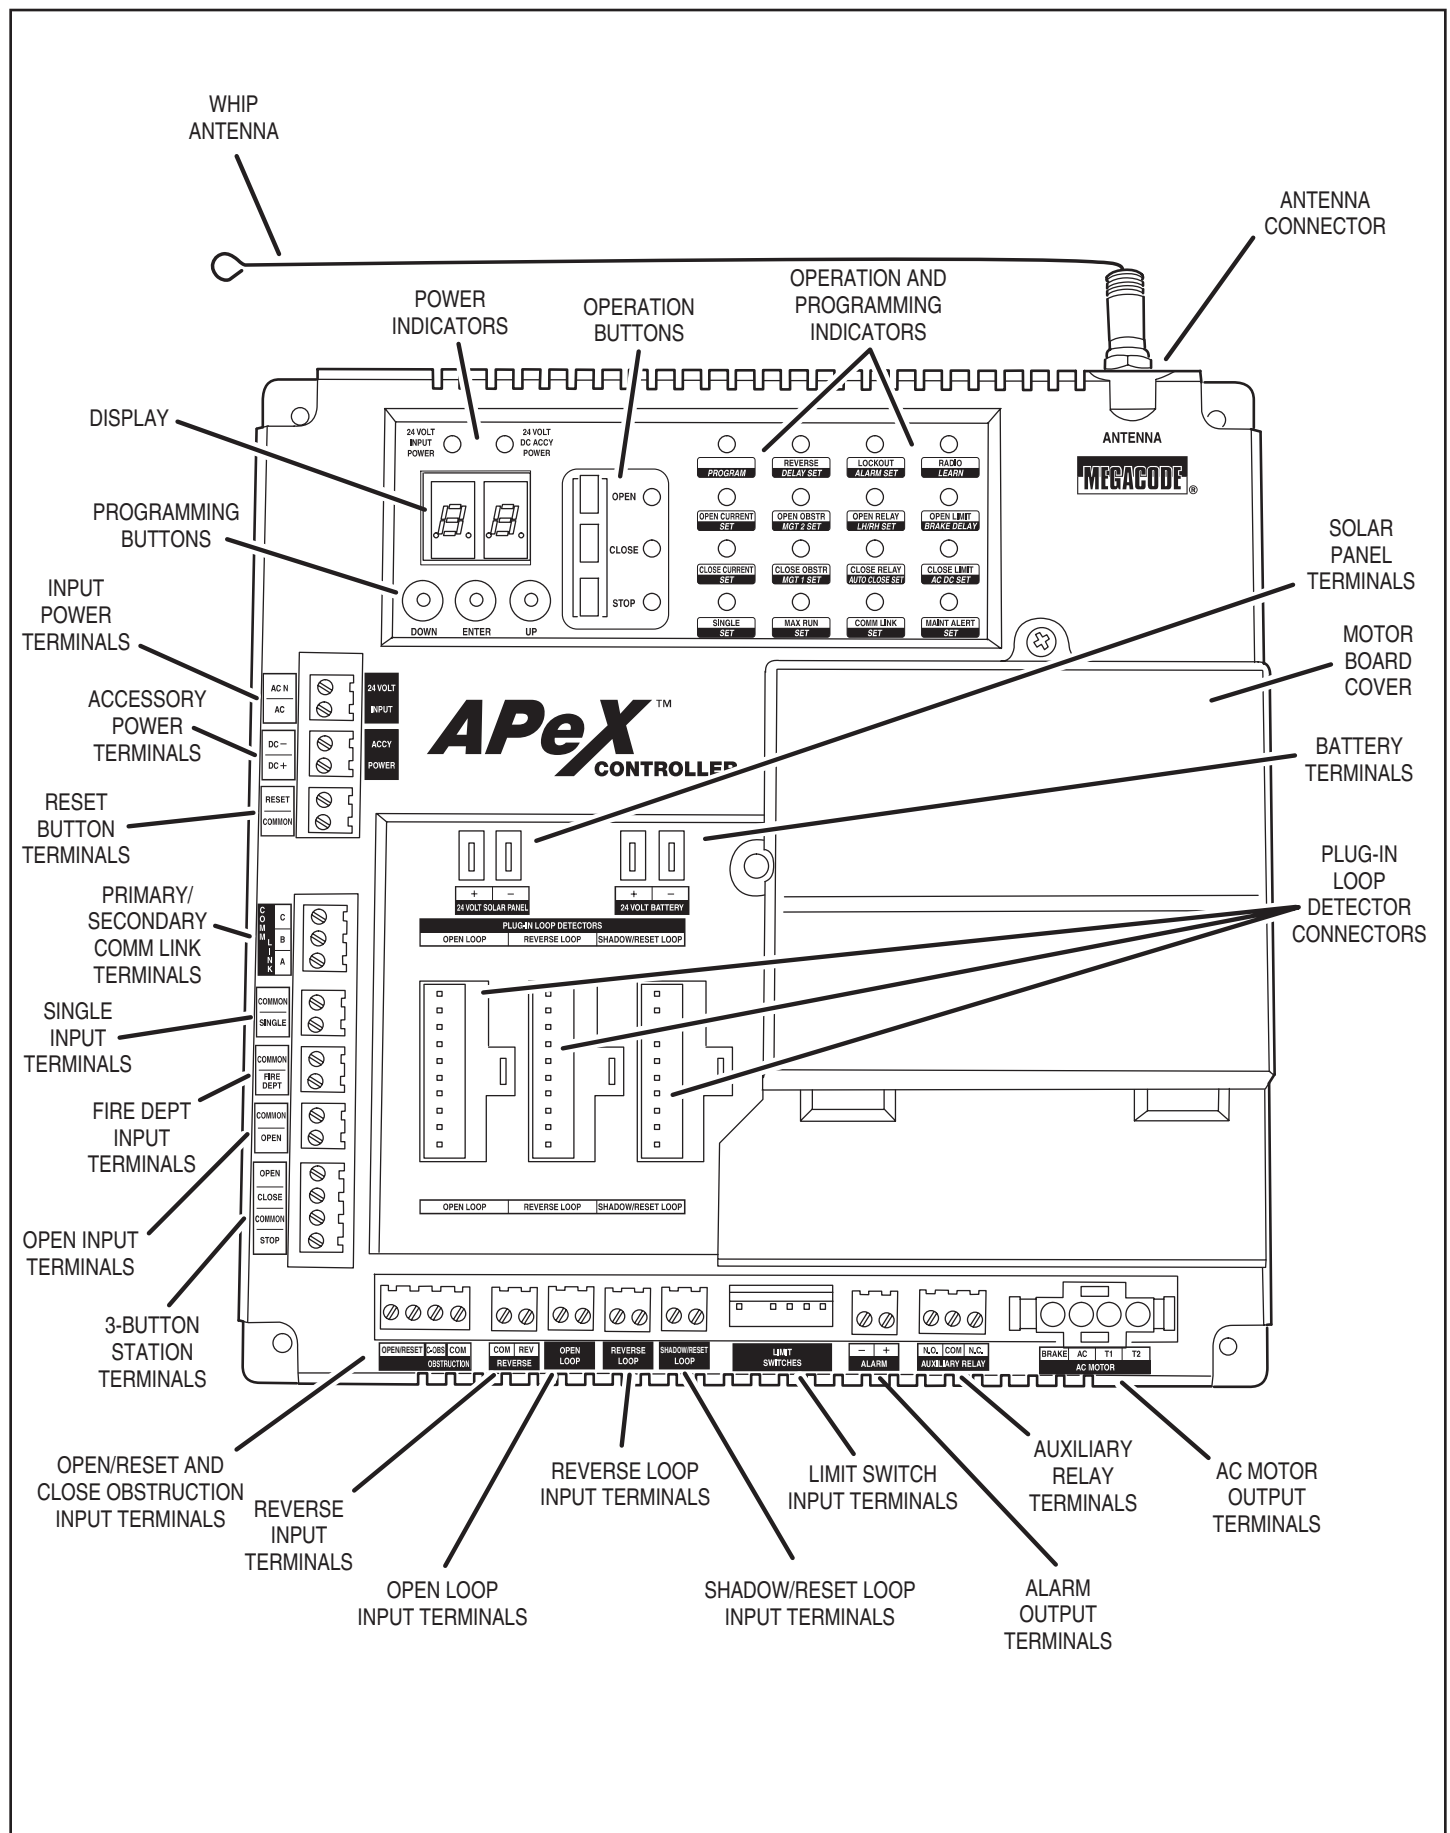 WHIP
ANTENNA
ANTENNA
CONNECTOR
POWER
INDICATORS
OPERATION
BUTTONS
OPERATION AND
PROGRAMMING
INDICATORS
DISPLAY
PROGRAMMING
BUTTONS
INPUT
POWER
TERMINALS
ACCESSORY
POWER
TERMINALS
RESET
BUTTON
TERMINALS
PRIMARY/
SECONDARY
COMM LINK
TERMINALS
SINGLE
INPUT
TERMINALS
FIRE DEPT
INPUT
TERMINALS
OPEN INPUT
TERMINALS
3-BUTTON
STATION
TERMINALS
24 VOLT
INPUT
POWER
24 VOLT
DC ACCY
POWER
OPEN
CLOSE
STOP
DOWN
ENTER
UP
PROGRAM
REVERSE
DELAY SET
LOCKOUT
ALARM SET
RADIO
LEARN
OPEN CURRENT
SET
OPEN OBSTR
MGT 2 SET
OPEN RELAY
LH/RH SET
OPEN LIMIT
BRAKE DELAY
CLOSE CURRENT
SET
CLOSE OBSTR
MGT 1 SET
CLOSE RELAY
AUTO CLOSE SET
CLOSE LIMIT
AC DC SET
SINGLE
SET
MAX RUN
SET
COMM LINK
SET
MAINT ALERT
SET
ANTENNA
MEGACODE ®
SOLAR
PANEL
TERMINALS
MOTOR
BOARD
COVER
BATTERY
TERMINALS
PLUG-IN
LOOP
DETECTOR
CONNECTORS
AC N
AC
24 VOLT
INPUT
DC –
DC +
ACCY
POWER
RESET
COMMON
APeX™
CONTROLLER
COMM LINK
C
B
A
COMMON
SINGLE
COMMON
FIRE
DEPT
COMMON
OPEN
OPEN
CLOSE
COMMON
STOP
+ –
24 VOLT SOLAR PANEL
+ –
24 VOLT BATTERY
PLUG-IN LOOP DETECTORS
OPEN LOOP REVERSE LOOP SHADOW/RESET LOOP
OPEN LOOP REVERSE LOOP SHADOW/RESET LOOP
OPEN/RESET C-OBS COM
OBSTRUCTION
COM REV
REVERSE
OPEN
LOOP
REVERSE
LOOP
SHADOW/RESET
LOOP
LIMIT
SWITCHES
– +
ALARM
N.O. COM N.C.
AUXILIARY RELAY
BRAKE AC T1 T2
AC MOTOR
OPEN/RESET AND
CLOSE OBSTRUCTION
INPUT TERMINALS
REVERSE
INPUT
TERMINALS
OPEN LOOP
INPUT TERMINALS
REVERSE LOOP
INPUT TERMINALS
SHADOW/RESET LOOP
INPUT TERMINALS
LIMIT SWITCH
INPUT TERMINALS
ALARM
OUTPUT
TERMINALS
AUXILIARY
RELAY
TERMINALS
AC MOTOR
OUTPUT
TERMINALS